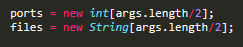 ports = new int[args.length/2];
files = new String[args.length/2];